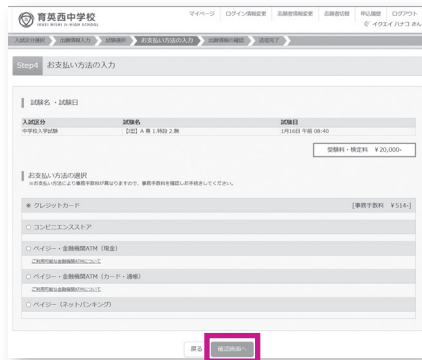 育英西中学校
IKUEI NISHI Jr.HIGH SCHOOL
マイページ ログイン情報変更 志願者情報変更 志願者切替 申込履歴 ログアウト
イクエイ ハナコ さん
入試区分選択 出願情報入力 試験選択 お支払い方法の入力 出願情報の確認 送信完了
Step4 お支払い方法の入力
試験名・試験日
入試区分 試験名 試験日
中学校入学試験 A 1月16日 午前 08:40
受験料・検定料 ¥20,000-
お支払い方法の選択
※お支払い方法により事務手数料が異なりますので、事務手数料を確認しお手続きしてください。
クレジットカード [事務手数料 ¥514-]
コンビニエンスストア
ペイジー・金融機関ATM（現金）
ご利用可能な金融機関ATMについて
ペイジー・金融機関ATM（カード・通帳）
ご利用可能な金融機関ATMについて
ペイジー（ネットバンキング）
戻る 確認画面へ